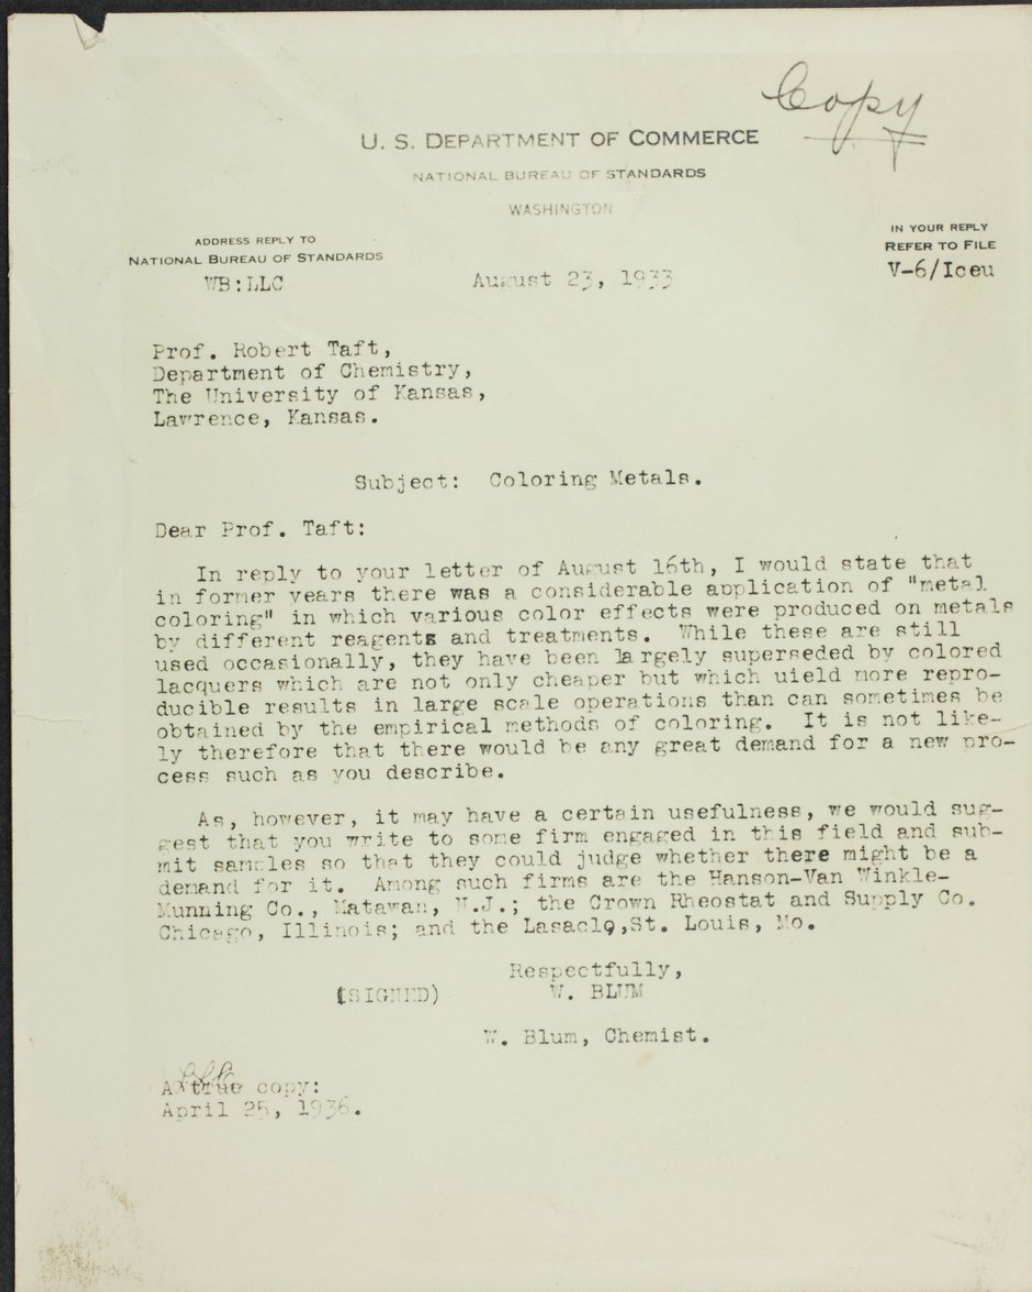 Copy
U. S. DEPARTMENT OF COMMERCE
NATIONAL BUREAU OF STANDARDS
WASHINGTON
ADDRESS REPLY TO
NATIONAL BUREAU OF STANDARDS
WB:LLC
August 23, 1933
IN YOUR REPLY
REFER TO FILE
V-6/Iceu
Prof. Robert Taft,
Department of Chemistry,
The University of Kansas,
Lawrence, Kansas.
Subject: Coloring Metals.
Dear Prof. Taft:
In reply to your letter of August 16th, I would state that
in former years there was a considerable application of "metal
coloring" in which various color effects were produced on metals
by different reagents and treatments. While these are still
used occasionally, they have been largely superseded by colored
lacquers which are not only cheaper but which uield more repro-
ducible results in large scale operations than can sometimes be
obtained by the empirical methods of coloring. It is not like-
ly therefore that there would be any great demand for a new pro-
cess such as you describe.
As, however, it may have a certain usefulness, we would sug-
gest that you write to some firm engaged in this field and sub-
mit samples so that they could judge whether there might be a
demand for it. Among such firms are the Hanson-Van Winkle-
Munning Co., Matawan, N.J.; the Crown Rheostat and Supply Co.
Chicago, Illinois; and the Lasaclo,St. Louis, Mo.
Respectfully,
(SIGNED) W. BLUM
W. Blum, Chemist.
A true copy:
April 25, 1936.